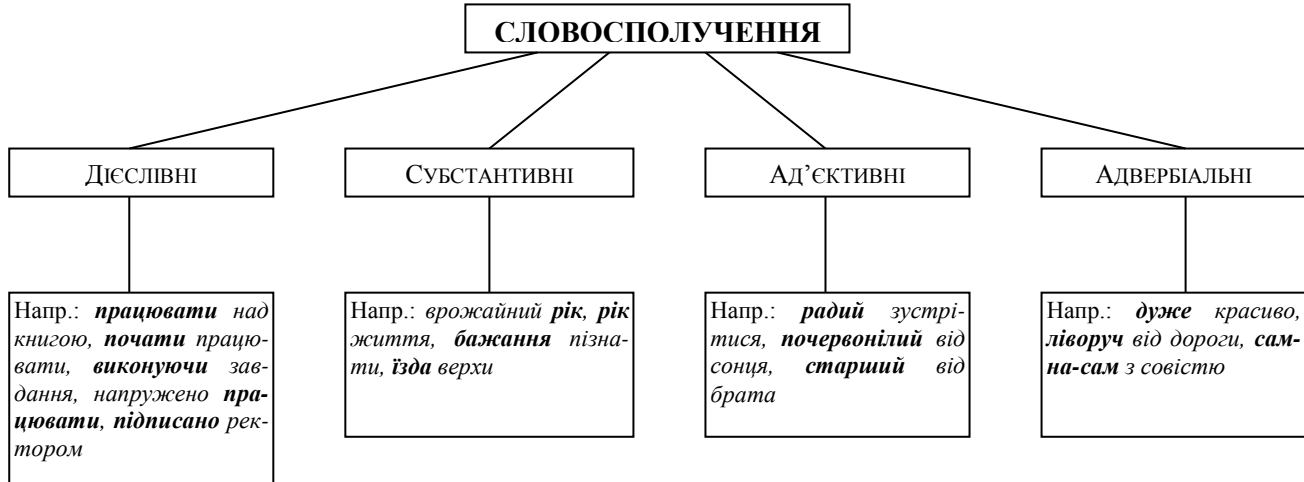 СЛОВОСПОЛУЧЕННЯ
ДІЄСЛІВНІ
СУБСТАНТИВНІ
АД’ЄКТИВНІ
АДВЕРБІАЛЬНІ
Напр.: працювати над
книгою, почати працю-
вати, виконуючи зав-
дання, напружено пра-
цювати, підписано рек-
тором
Напр.: врожайний рік, рік
життя, бажання пізна-
ти, їзда верхи
Напр.: радий зустрі-
тися, почервонілий від
сонця, старший від
брата
Напр.: дуже красиво,
ліворуч від дороги, сам-
на-сам з совістю